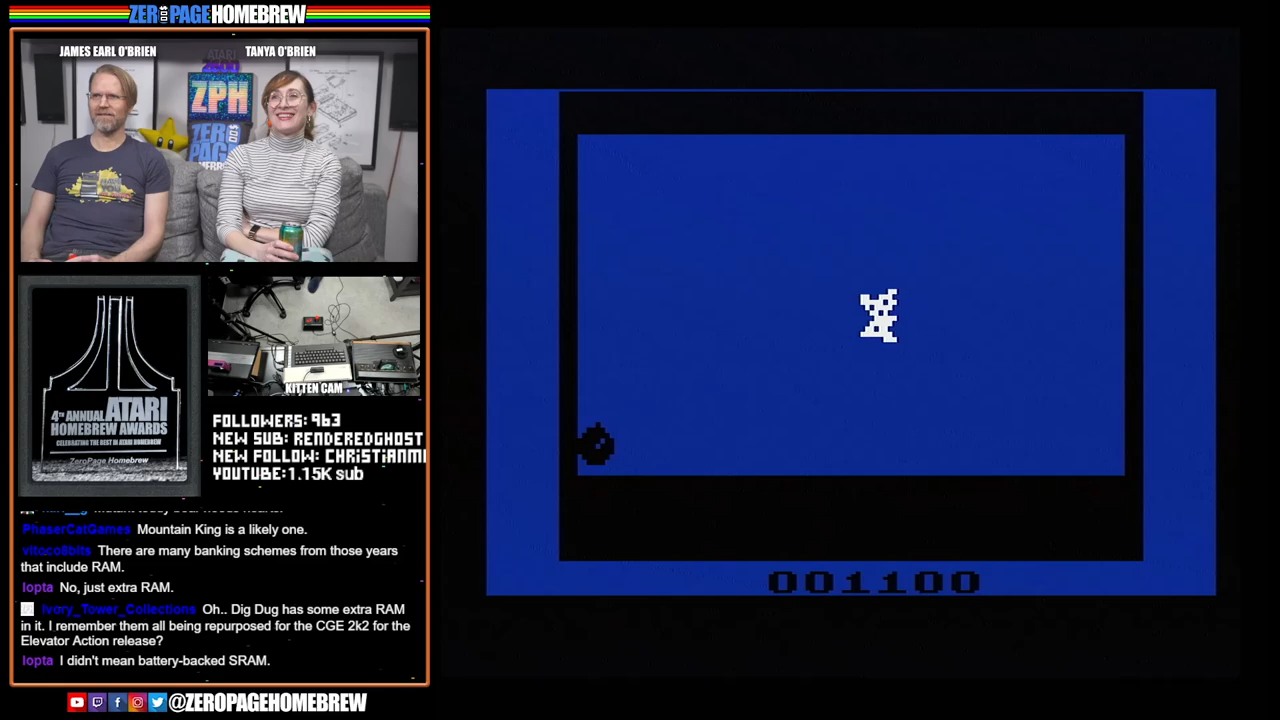 ZER PAGE HOMEBREW
JAMES EARL O'BRIEN
TANYA O'BRIEN
ATARI
ZPH
ZERO
PAGE
4TH ANNUAL ATARI
HOMEBREW AWARDS
CELEBRATING THE BEST IN ATARI HOMEBREW
ZeroPage Homebrew
KITTEN CAM
FOLLOWERS: 963
NEW SUB: RENDEREDGHOST
NEW FOLLOW: CHRISTIANM
YOUTUBE: 1.15K sub
PhaserCatGames Mountain King is a likely one.
vitoco8bits There are many banking schemes from those years
that include RAM.
lopta No, just extra RAM.
Ivory_Tower_Collections Oh.. Dig Dug has some extra RAM
in it. I remember them all being repurposed for the CGE 2k2 for the
Elevator Action release?
lopta I didn't mean battery-backed SRAM.
@ZEROPAGEHOMEBREW
001100